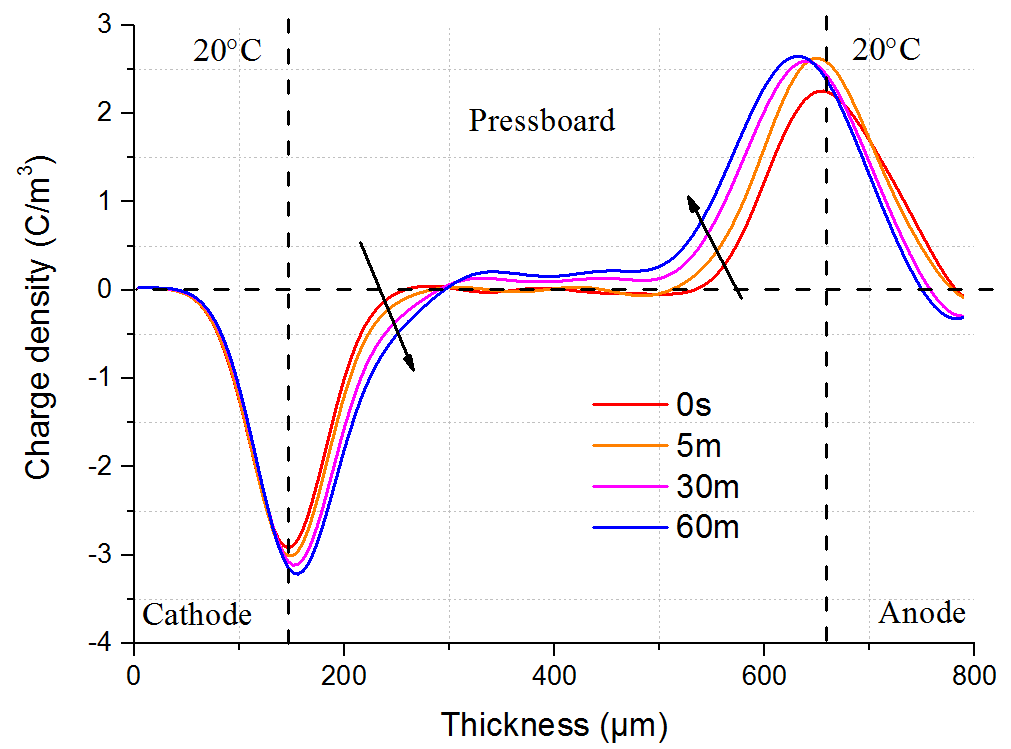 3
2
1
0
-1
-2
-3
-4
Charge density (C/m³)
20°C
20°C
Pressboard
0s
5m
30m
60m
Cathode
Anode
0
200
400
600
800
Thickness (μm)